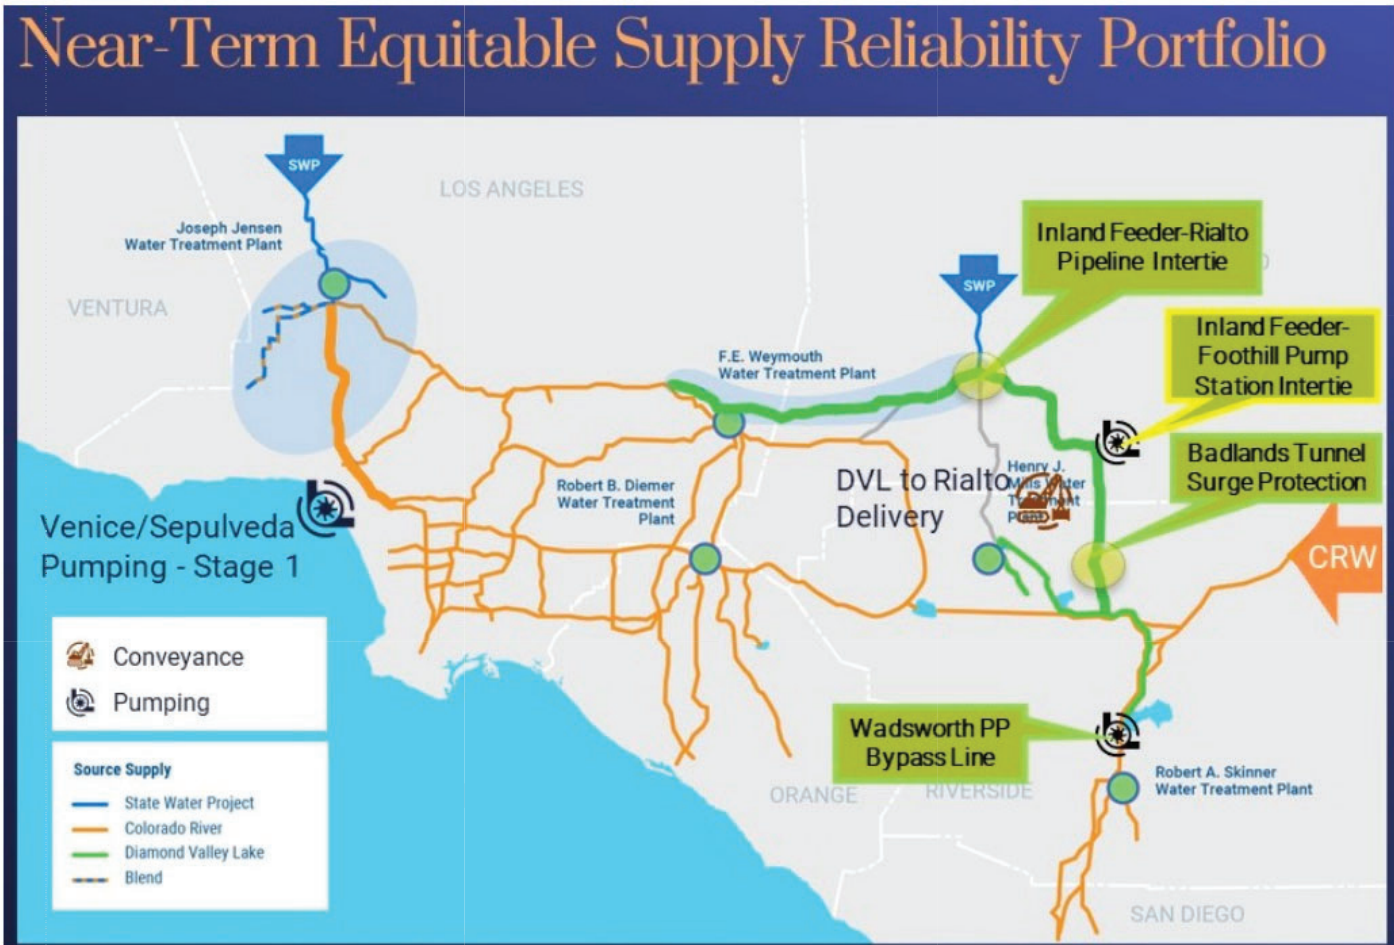 Near-Term Equitable Supply Reliability Portfolio
SWP
LOS ANGELES
Joseph Jensen
Water Treatment Plant
VENTURA
Inland Feeder-Rialto
Pipeline Intertie
SWP
Inland Feeder-
Foothill Pump
Station Intertie
F.E. Weymouth
Water Treatment Plant
Badlands Tunnel
Surge Protection
Robert B. Diemer
Water Treatment
Plant
DVL to Rialto
Delivery
Henry J.
Mills Water
Treatment
Plant
CRW
Venice/Sepulveda
Pumping - Stage 1
Conveyance
Pumping
Wadsworth PP
Bypass Line
Source Supply
State Water Project
Colorado River
Diamond Valley Lake
Blend
Robert A. Skinner
Water Treatment Plant
ORANGE
RIVERSIDE
SAN DIEGO